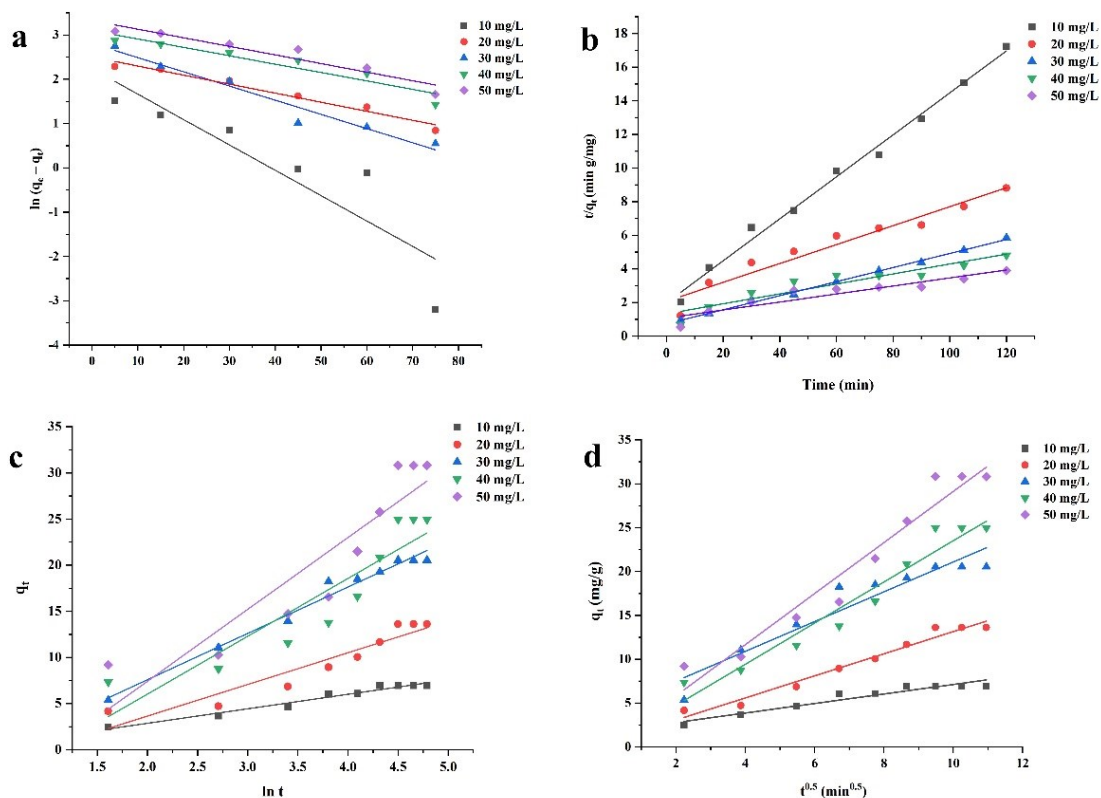 a
10 mg/L
20 mg/L
30 mg/L
40 mg/L
50 mg/L
ln (qe − qt)
3
2
1
0
-1
-2
-3
-4
0 10 20 30 40 50 60 70 80
b
10 mg/L
20 mg/L
30 mg/L
40 mg/L
50 mg/L
t/qt (min g/mg)
18
16
14
12
10
8
6
4
2
0
0 20 40 60 80 100 120
Time (min)
c
10 mg/L
20 mg/L
30 mg/L
40 mg/L
50 mg/L
qt
35
30
25
20
15
10
5
0
1.5 2.0 2.5 3.0 3.5 4.0 4.5 5.0
ln t
d
10 mg/L
20 mg/L
30 mg/L
40 mg/L
50 mg/L
qt (mg/g)
35
30
25
20
15
10
5
0
0 2 4 6 8 10 12
t^0.5 (min^0.5)